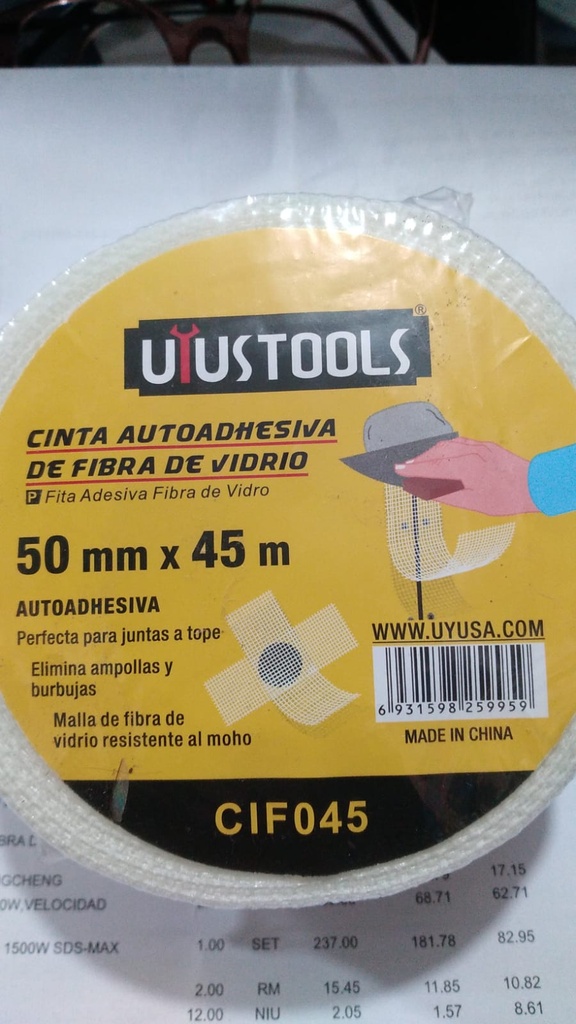 UYUSTOOLS®
CINTA AUTOADHESIVA
DE FIBRA DE VIDRIO
P Fita Adesiva Fibra de Vidro
50 mm x 45 m
AUTOADHESIVA
Perfecta para juntas a tope
Elimina ampollas y
burbujas
Malla de fibra de
vidrio resistente al moho
WWW.UYUSA.COM
6 931598 259959
MADE IN CHINA
CIF045
17.15
GCHENG 68.71 62.71
0W,VELOCIDAD
1500W SDS-MAX 1.00 SET 237.00 181.78 82.95
2.00 RM 15.45 11.85 10.82
12.00 NIU 2.05 1.57 8.61